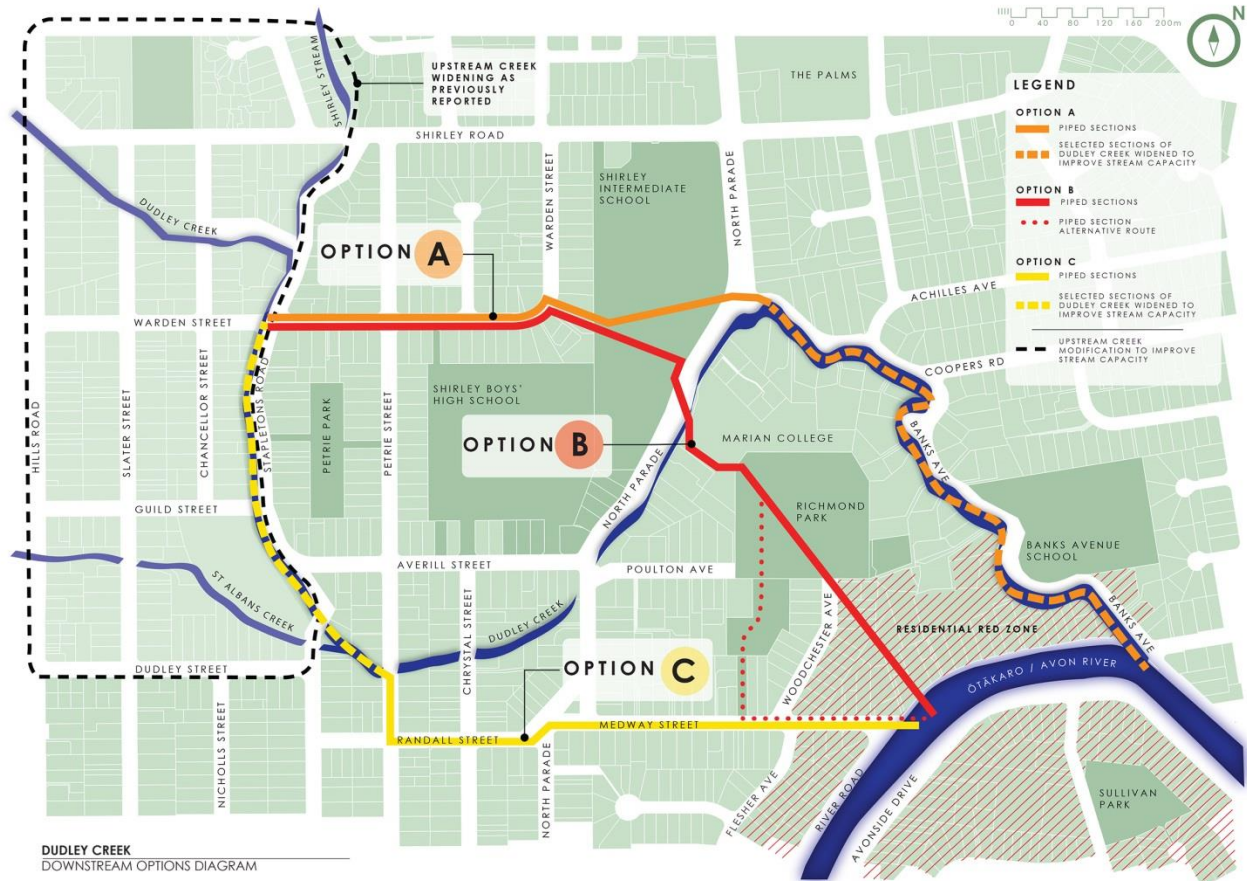 N
0 40 80 120 160 200m
UPSTREAM CREEK
WIDENING AS
PREVIOUSLY
REPORTED
SHIRLEY STREAM
THE PALMS
SHIRLEY ROAD
LEGEND
OPTION A
PIPED SECTIONS
SELECTED SECTIONS OF
DUDLEY CREEK WIDENED TO
IMPROVE STREAM CAPACITY
OPTION B
PIPED SECTIONS
PIPED SECTION
ALTERNATIVE ROUTE
OPTION C
PIPED SECTIONS
SELECTED SECTIONS OF
DUDLEY CREEK WIDENED TO
IMPROVE STREAM CAPACITY
UPSTREAM CREEK
MODIFICATION TO IMPROVE
STREAM CAPACITY
SHIRLEY
INTERMEDIATE
SCHOOL
WARDEN STREET
NORTH PARADE
DUDLEY CREEK
OPTION A
ACHILLES AVE
WARDEN STREET
COOPERS RD
HILLS ROAD
SLATER STREET
CHANCELLOR STREET
STAPLETONS ROAD
PETRIE PARK
PETRIE STREET
SHIRLEY BOYS'
HIGH SCHOOL
OPTION B
MARIAN COLLEGE
BANKS AVE
NORTH PARADE
RICHMOND
PARK
GUILD STREET
BANKS AVENUE
SCHOOL
AVERILL STREET
POULTON AVE
ST ALBANS CREEK
CHRYSTAL STREET
DUDLEY CREEK
WOODCHESTER AVE
RESIDENTIAL RED ZONE
BANKS AVE
DUDLEY STREET
OPTION C
ŌTĀKARO / AVON RIVER
NICHOLLS STREET
RANDALL STREET
MEDWAY STREET
NORTH PARADE
FLESHER AVE
RIVER ROAD
AVONSIDE DRIVE
SULLIVAN
PARK
DUDLEY CREEK
DOWNSTREAM OPTIONS DIAGRAM